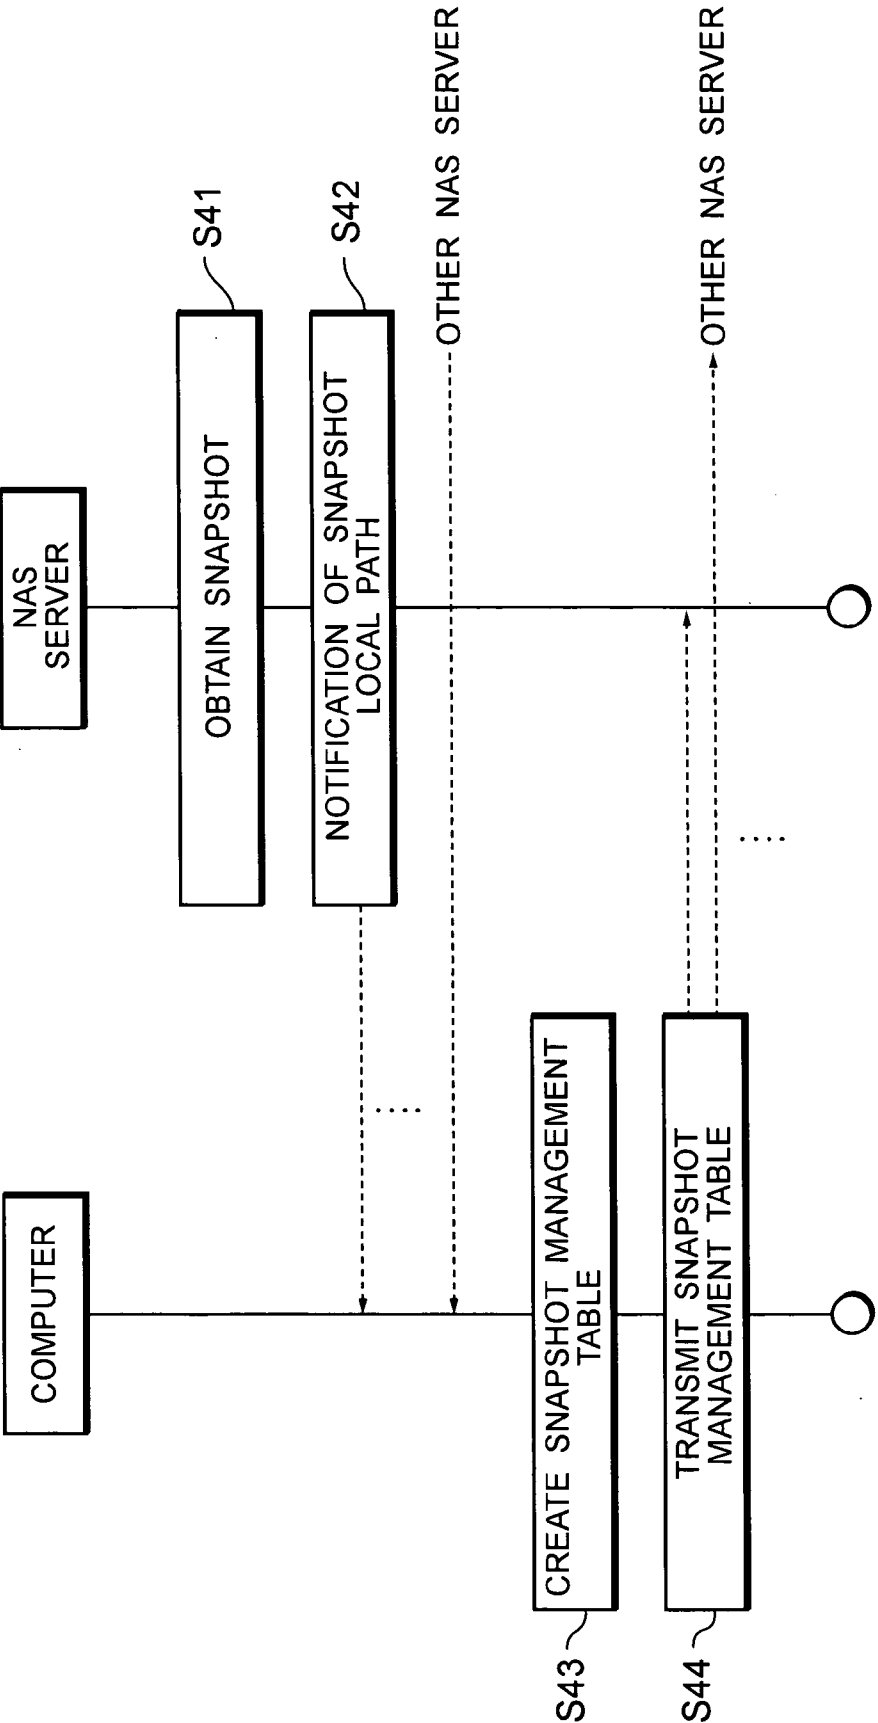 COMPUTER
NAS
SERVER
OBTAIN SNAPSHOT
S41
NOTIFICATION OF SNAPSHOT
LOCAL PATH
S42
....
OTHER NAS SERVER
CREATE SNAPSHOT MANAGEMENT
TABLE
S43
TRANSMIT SNAPSHOT
MANAGEMENT TABLE
S44
OTHER NAS SERVER
....